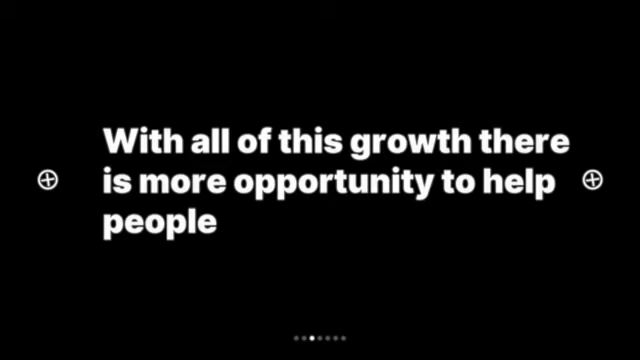 With all of this growth there
is more opportunity to help
people